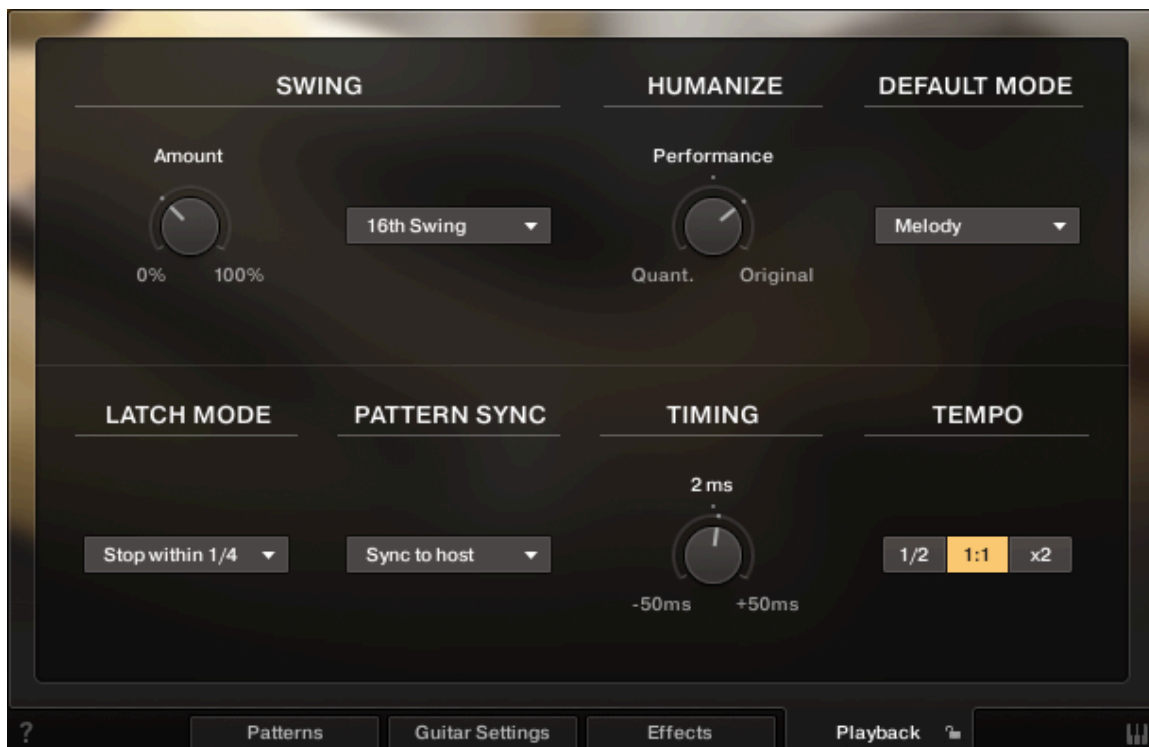 SWING
HUMANIZE
DEFAULT MODE
Amount
Performance
16th Swing
Melody
0% 100%
Quant. Original
LATCH MODE
PATTERN SYNC
TIMING
TEMPO
2 ms
Stop within 1/4
Sync to host
1/2 1:1 x2
-50ms +50ms
? Patterns Guitar Settings Effects Playback